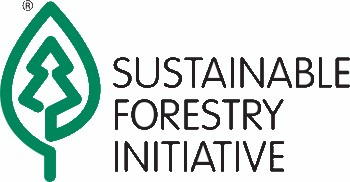 ®
SUSTAINABLE
FORESTRY
INITIATIVE